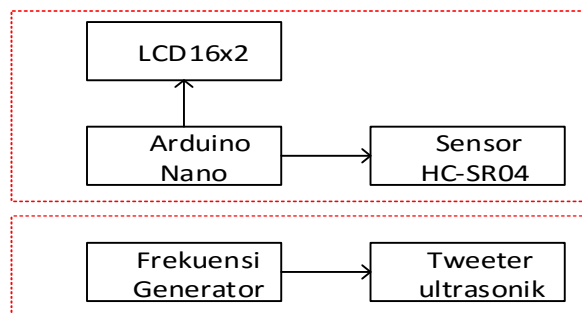 LCD16x2
Arduino
Nano
Sensor
HC-SR04
Frekuensi
Generator
Tweeter
ultrasonik